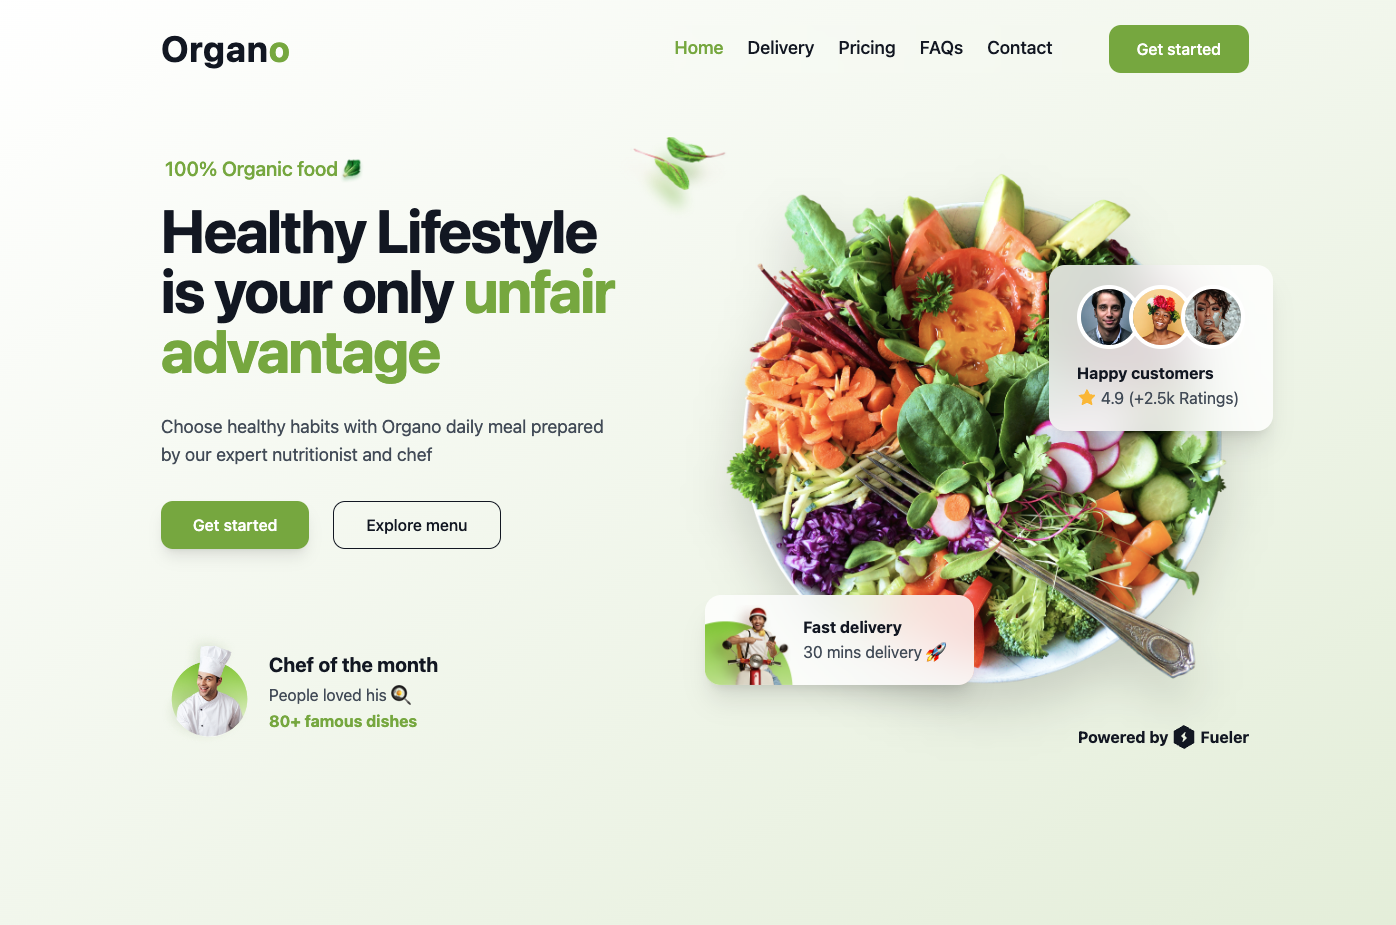 Organo
Home Delivery Pricing FAQs Contact Get started
100% Organic food
Healthy Lifestyle
is your only unfair
advantage
Choose healthy habits with Organo daily meal prepared
by our expert nutritionist and chef
Get started Explore menu
Happy customers
4.9 (+2.5k Ratings)
Fast delivery
30 mins delivery
Chef of the month
People loved his
80+ famous dishes
Powered by Fueler